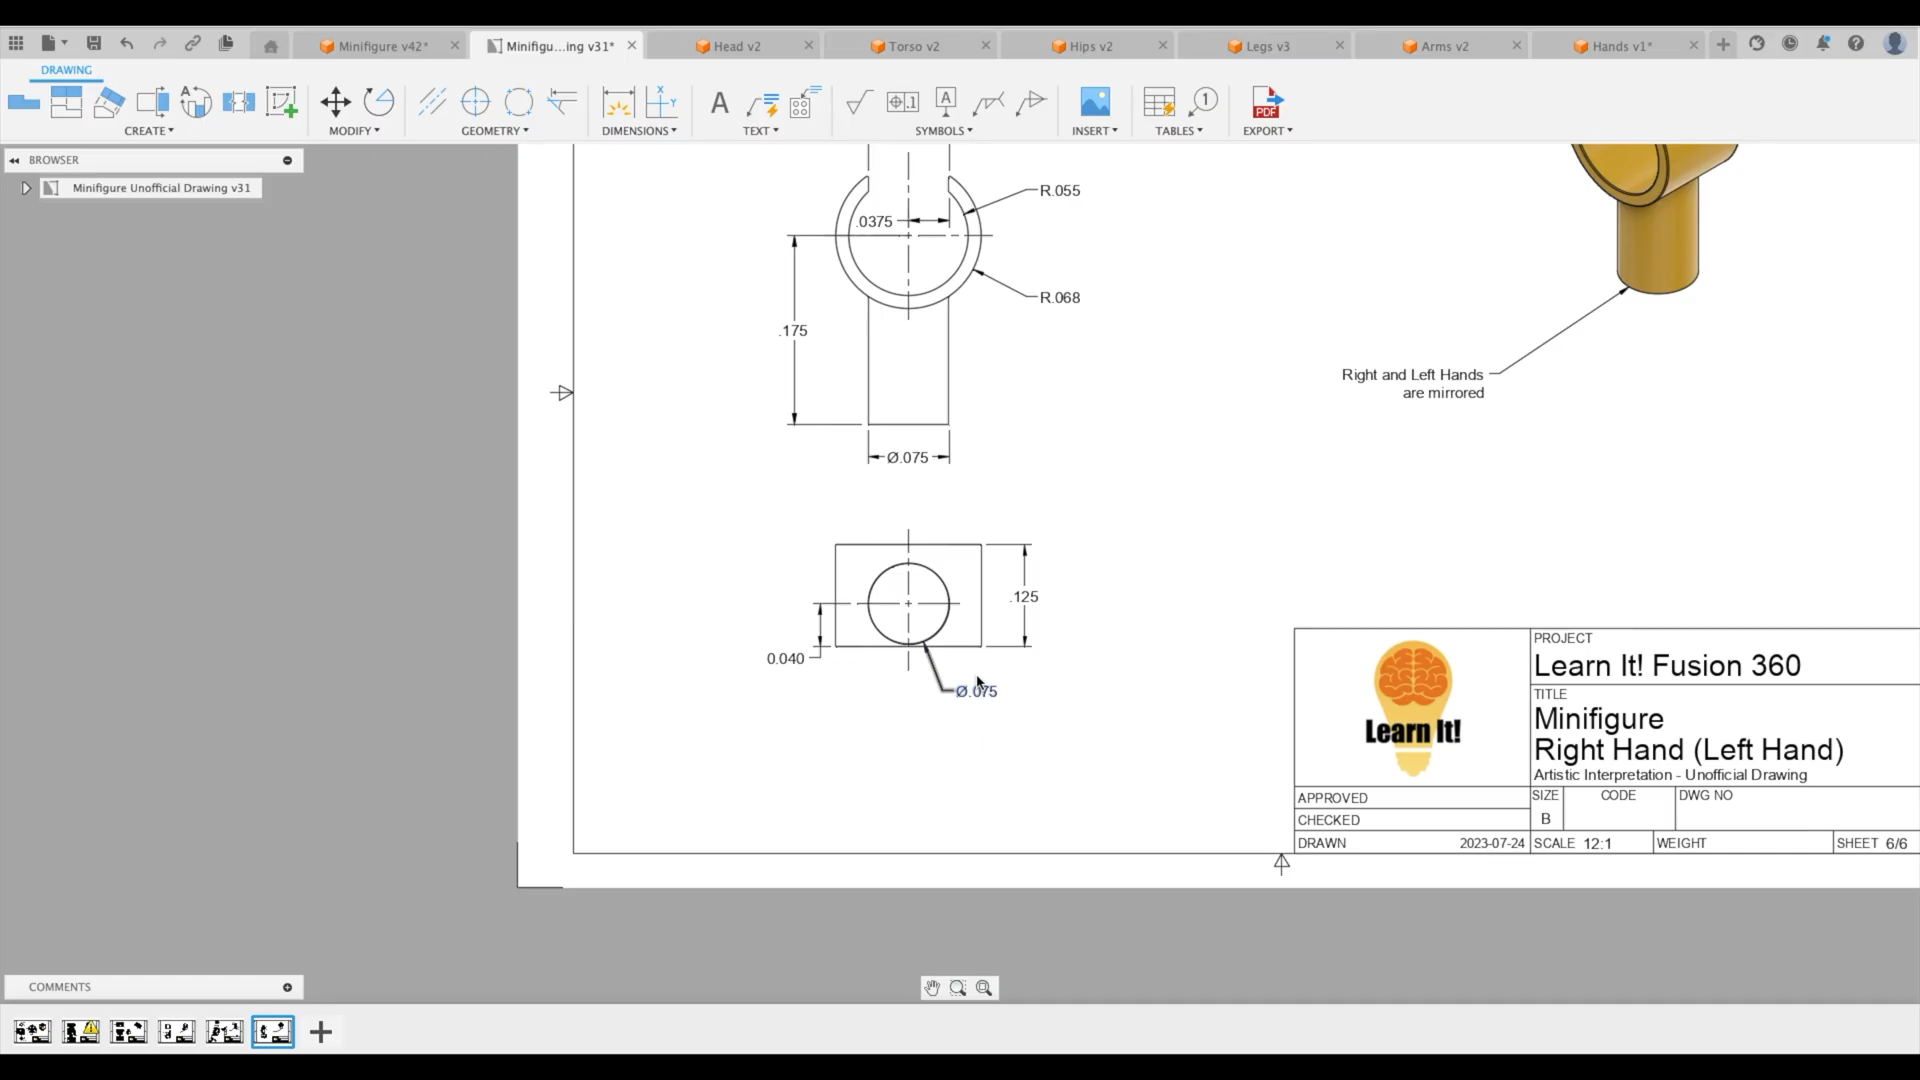 Minifigure v42*
Minifigu...ing v31*
Head v2
Torso v2
Hips v2
Legs v3
Arms v2
Hands v1*
DRAWING
CREATE
MODIFY
GEOMETRY
DIMENSIONS
TEXT
SYMBOLS
INSERT
TABLES
EXPORT
BROWSER
Minifigure Unofficial Drawing v31
R.055
.0375
R.068
.175
Ø.075
Right and Left Hands
are mirrored
.125
0.040
Ø.075
Learn It!
PROJECT
Learn It! Fusion 360
TITLE
Minifigure
Right Hand (Left Hand)
Artistic Interpretation - Unofficial Drawing
APPROVED
CHECKED
DRAWN 2023-07-24
SIZE
B
CODE
DWG NO
SCALE 12:1
WEIGHT
SHEET 6/6
COMMENTS